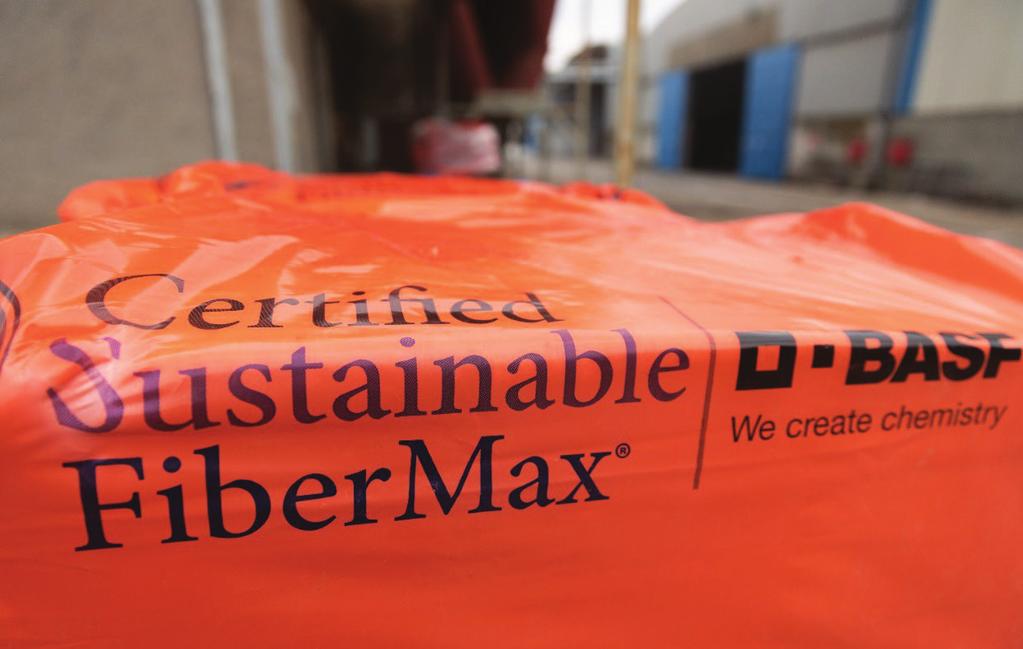 Certified
Sustainable
FiberMax®
BASF
We create chemistry